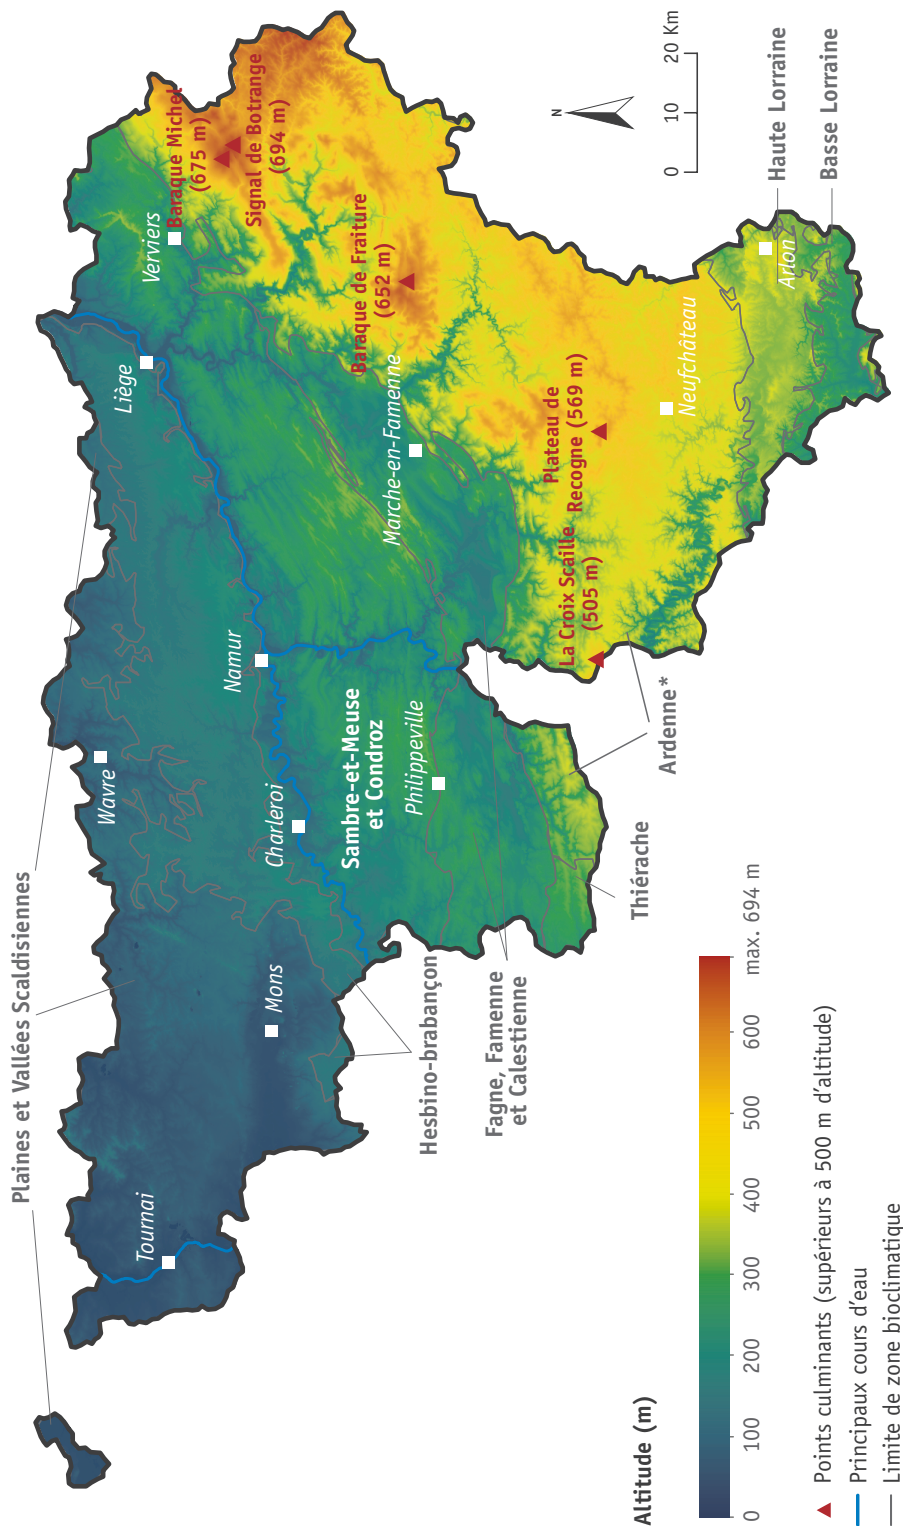 Plaines et Vallées Scaldisiennes
Tournai
Mons
Wavre
Charleroi
Namur
Liège
Verviers
Baraque Michel
(675 m)
Signal de Botrange
(694 m)
Baraque de Fraiture
(652 m)
Marche-en-Famenne
Sambre-et-Meuse
et Condroz
Philippeville
Hesbino-brabançon
Fagne, Famenne
et Calestienne
Thiérache
Ardenne*
La Croix Scaille
(505 m)
Plateau de
Recogne (569 m)
Neufchâteau
Arlon
Haute Lorraine
Basse Lorraine
N
0 10 20 Km
Altitude (m)
0 100 200 300 400 500 600 max. 694 m
Points culminants (supérieurs à 500 m d'altitude)
Principaux cours d'eau
Limite de zone bioclimatique